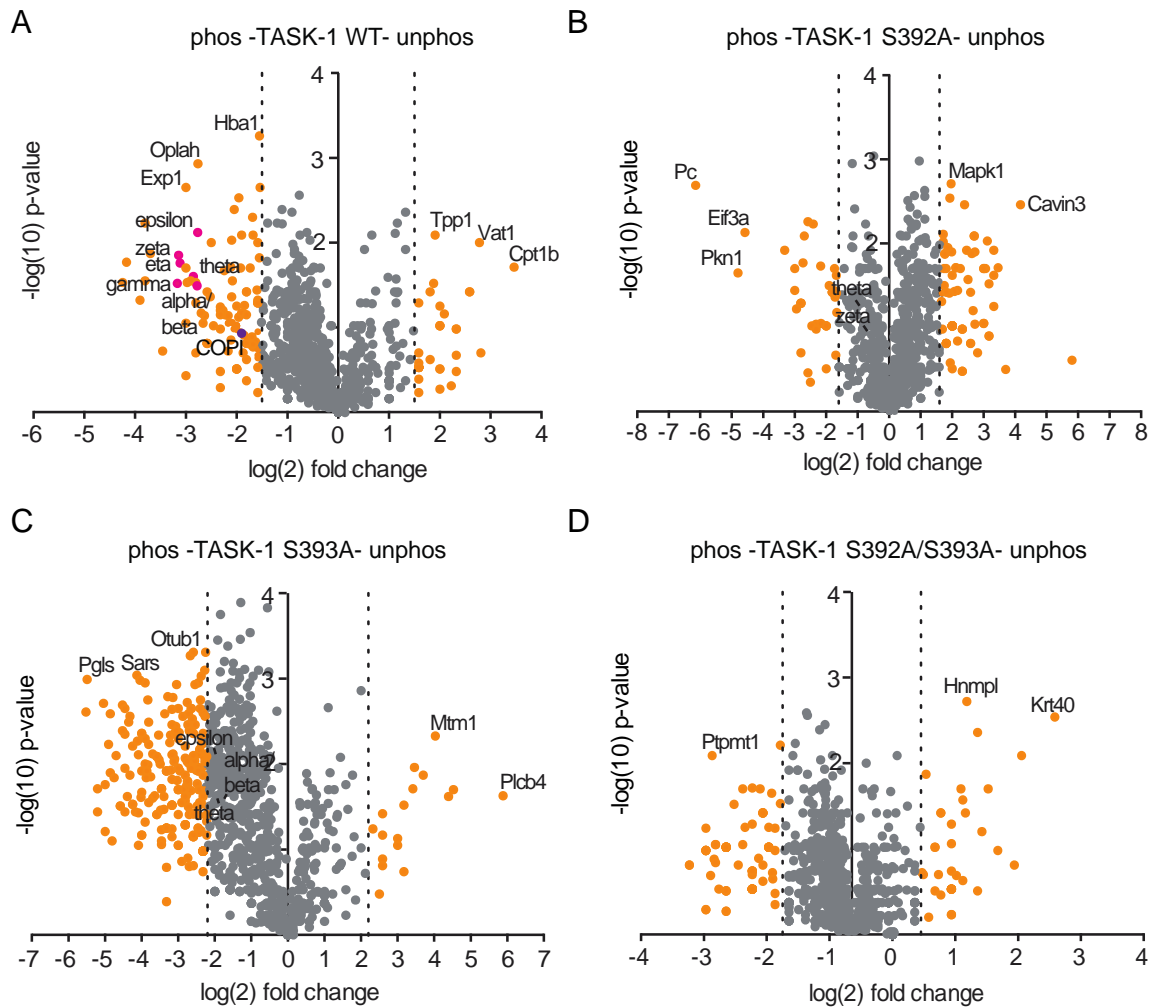 A
phos -TASK-1 WT- unphos
4
3
2
-log(10) p-value
Hba1
Oplah
Exp1
epsilon
zeta
eta
theta
gamma
alpha/
beta
COPI
Tpp1
Vat1
Cpt1b
-6 -5 -4 -3 -2 -1 0 1 2 3 4
log(2) fold change
B
phos -TASK-1 S392A- unphos
4
3
2
-log(10) p-value
Pc
Mapk1
Cavin3
Eif3a
Pkn1
theta
zeta
-8 -7 -6 -5 -4 -3 -2 -1 0 1 2 3 4 5 6 7 8
log(2) fold change
C
phos -TASK-1 S393A- unphos
4
3
2
-log(10) p-value
Otub1
Pgls
Sars
epsilon
alpha/
beta
theta
Mtm1
Plcb4
-7 -6 -5 -4 -3 -2 -1 0 1 2 3 4 5 6 7
log(2) fold change
D
phos -TASK-1 S392A/S393A- unphos
4
3
2
-log(10) p-value
Hnmpl
Krt40
Ptpmt1
-4 -3 -2 -1 0 1 2 3 4
log(2) fold change